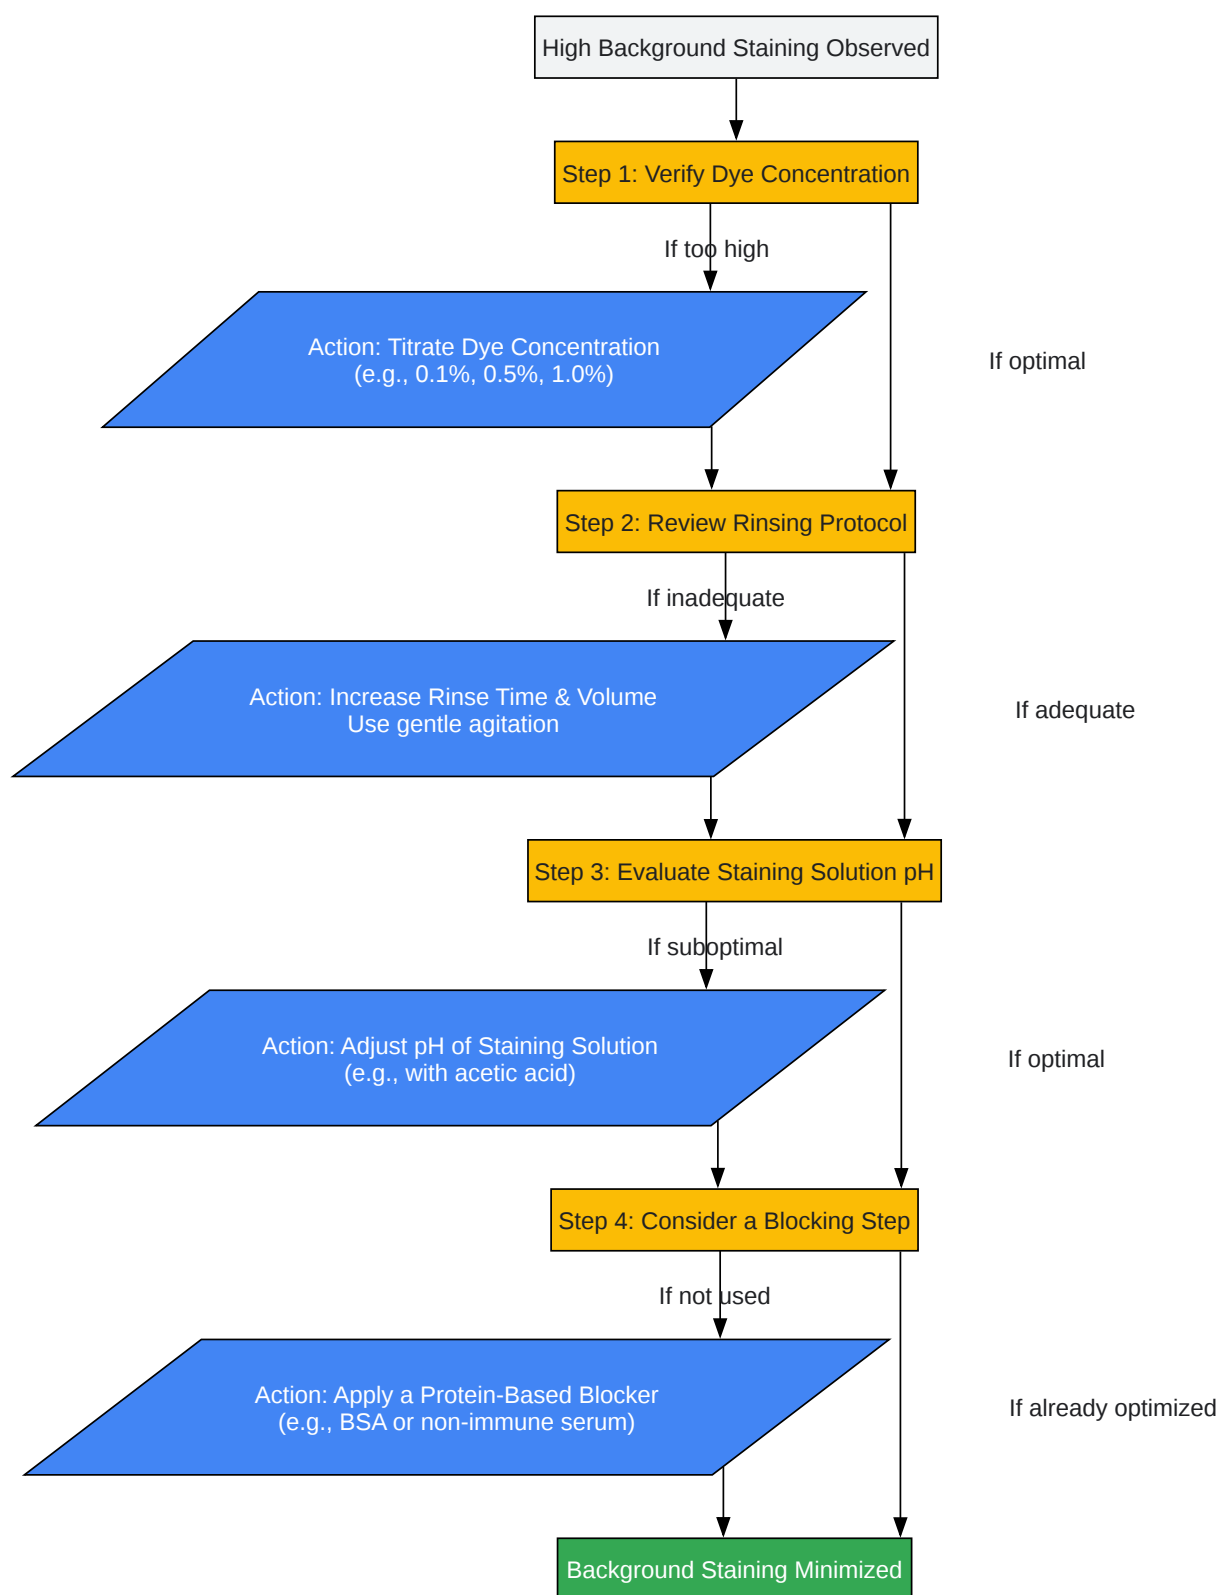 High Background Staining Observed
Step 1: Verify Dye Concentration
If too high
Action: Titrate Dye Concentration
(e.g., 0.1%, 0.5%, 1.0%)
If optimal
Step 2: Review Rinsing Protocol
If inadequate
Action: Increase Rinse Time & Volume
Use gentle agitation
If adequate
Step 3: Evaluate Staining Solution pH
If suboptimal
Action: Adjust pH of Staining Solution
(e.g., with acetic acid)
If optimal
Step 4: Consider a Blocking Step
If not used
Action: Apply a Protein-Based Blocker
(e.g., BSA or non-immune serum)
If already optimized
Background Staining Minimized